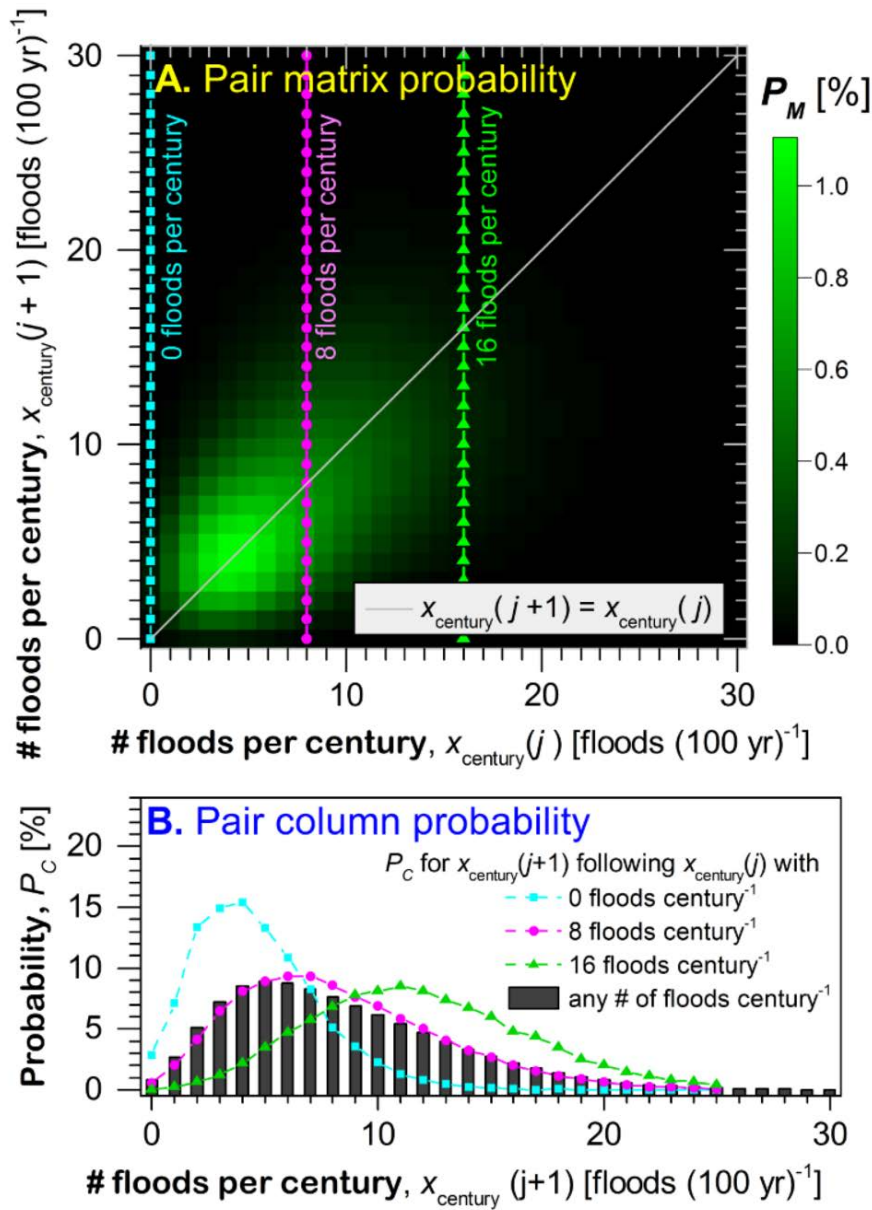 A. Pair matrix probability
P_M [%]
# floods per century, x_century(j + 1) [floods (100 yr)^-1]
30
20
10
0
0 floods per century
8 floods per century
16 floods per century
1.0
0.8
0.6
0.4
0.2
0.0
x_century(j +1) = x_century(j)
0 10 20 30
# floods per century, x_century(j) [floods (100 yr)^-1]
B. Pair column probability
Probability, P_C [%]
20
15
10
5
0
P_C for x_century(j+1) following x_century(j) with
0 floods century^-1
8 floods century^-1
16 floods century^-1
any # of floods century^-1
0 10 20 30
# floods per century, x_century (j+1) [floods (100 yr)^-1]